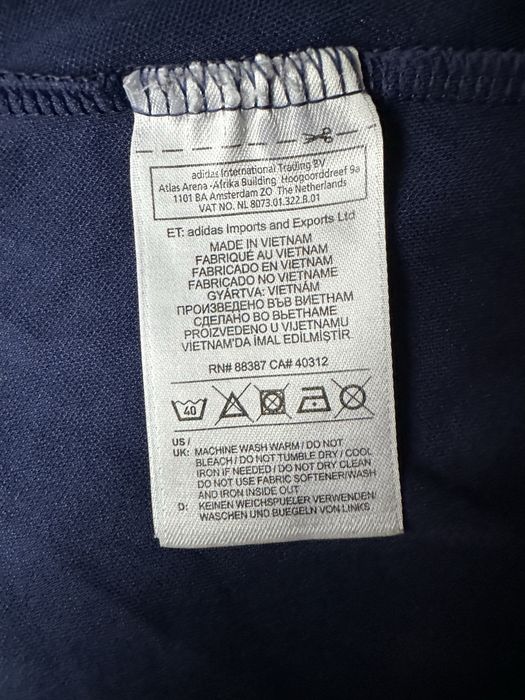 adidas International Trading BV
Atlas Arena -Afrika Building Hoogoorddreef 9a
1101 BA Amsterdam ZO The Netherlands
VAT NO. NL 8073.01.322.B.01
ET: adidas Imports and Exports Ltd
MADE IN VIETNAM
FABRIQUÉ AU VIETNAM
FABRICADO EN VIETNAM
FABRICADO NO VIETNAME
GYÁRTVA: VIETNÁM
ПРОИЗВЕДЕНО ВЪВ ВИЕТНАМ
СДЕЛАНО ВО ВЬЕТНАМЕ
PROIZVEDENO U VIJETNAMU
VIETNAM'DA İMAL EDİLMİŞTİR
RN# 88387 CA# 40312
40
US /
UK: MACHINE WASH WARM / DO NOT
BLEACH / DO NOT TUMBLE DRY / COOL
IRON IF NEEDED / DO NOT DRY CLEAN
DO NOT USE FABRIC SOFTENER/WASH
AND IRON INSIDE OUT
D: KEINEN WEICHSPUELER VERWENDEN/
WASCHEN UND BUEGELN VON LINKS